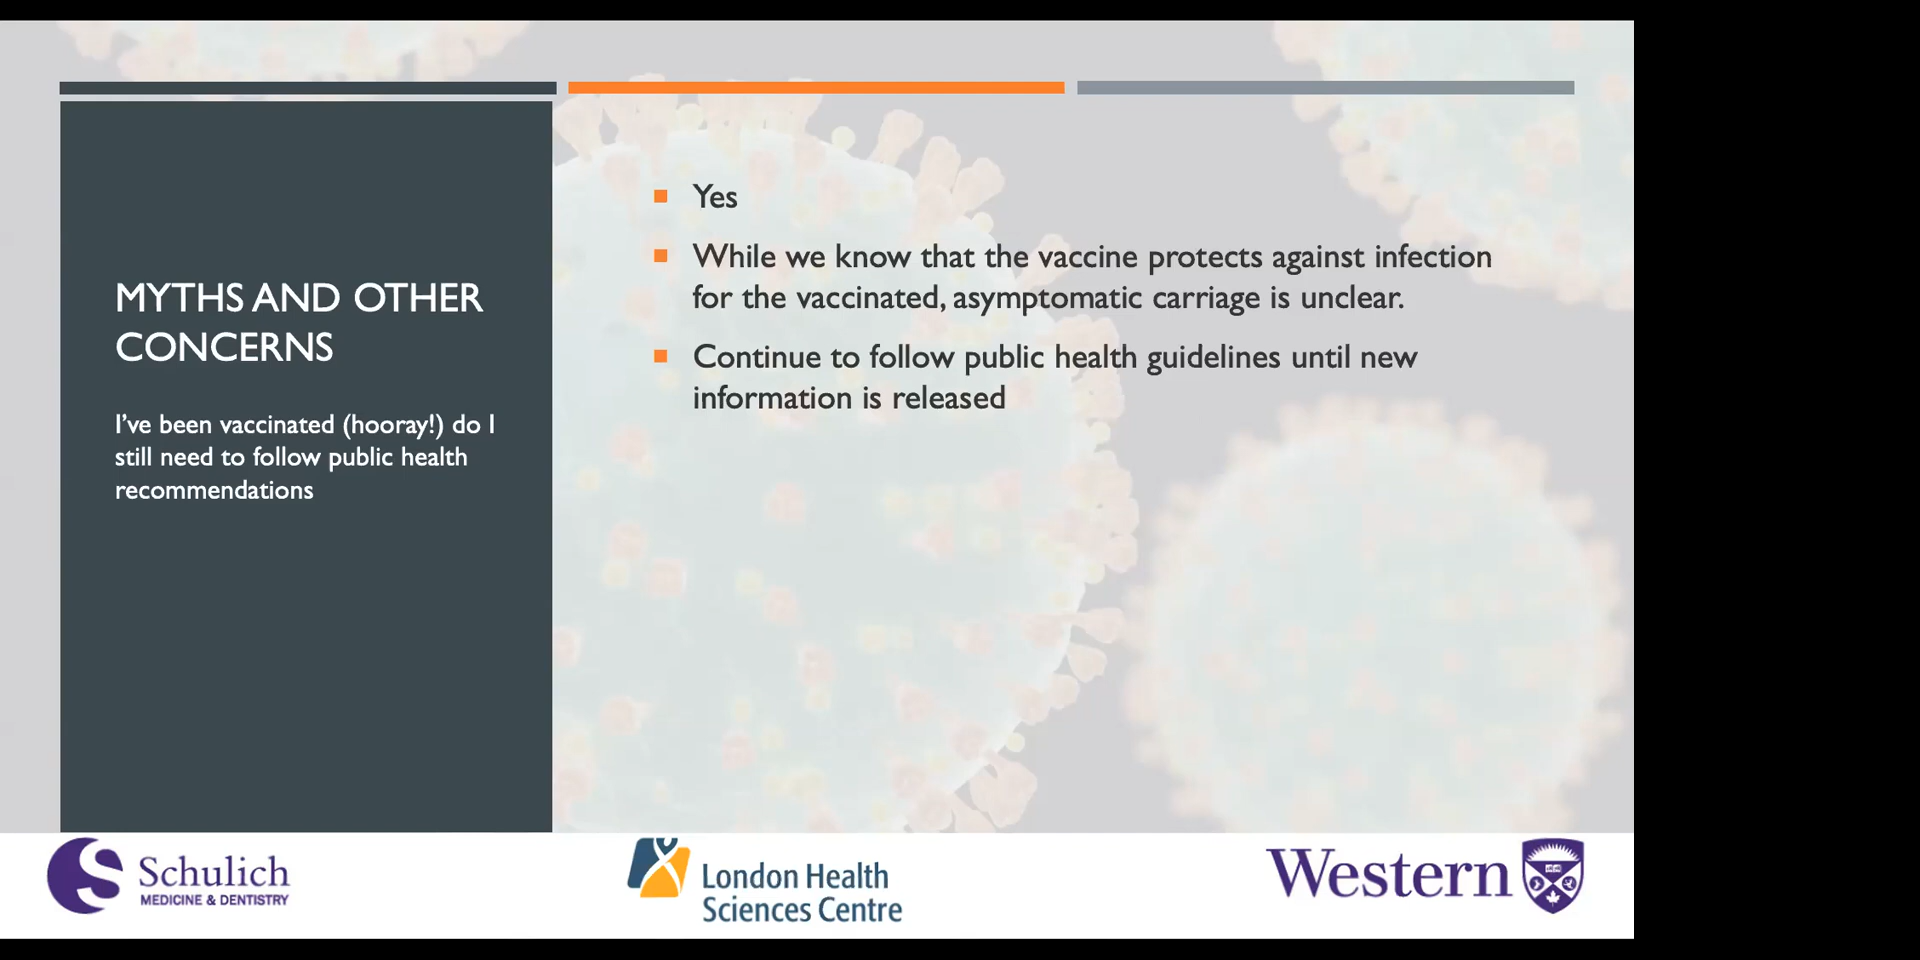 MYTHS AND OTHER
CONCERNS
I've been vaccinated (hooray!) do I
still need to follow public health
recommendations
Yes
While we know that the vaccine protects against infection
for the vaccinated, asymptomatic carriage is unclear.
Continue to follow public health guidelines until new
information is released
Schulich
MEDICINE & DENTISTRY
London Health
Sciences Centre
Western